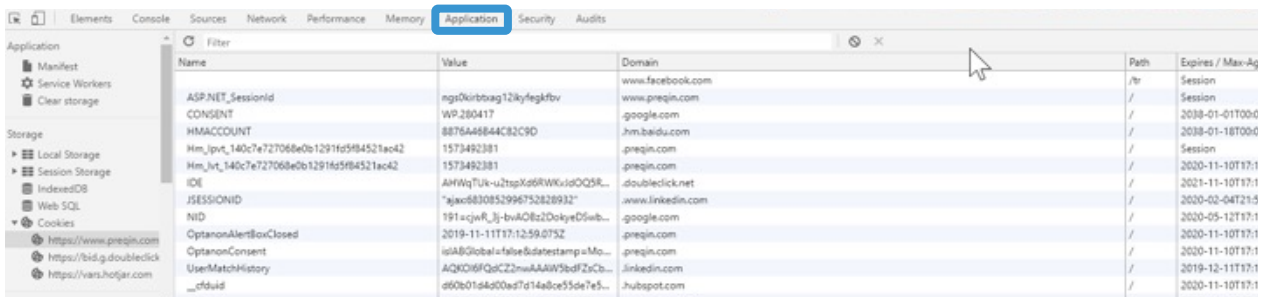 Elements Console Sources Network Performance Memory Application Security Audits
Application
Manifest
Service Workers
Clear storage
Storage
Local Storage
Session Storage
IndexedDB
Web SQL
Cookies
https://www.preqin.com
https://bid.g.doubleclick
https://vars.hotjar.com
Filter
Name Value Domain Path Expires / Max-Ag
www.facebook.com /tr Session
ASP.NET_SessionId www.preqin.com / Session
CONSENT WP.280417 .google.com / 2038-01-01T00:0
HMACCOUNT 8876A46844C82C9D .hm.baidu.com / 2038-01-18T00:0
Hm_lpvt_140c7e727068e0b1291fd5f84521ac42 1573492381 .preqin.com / Session
Hm_lvt_140c7e727068e0b1291fd5f84521ac42 1573492381 .preqin.com / 2020-11-10T17:1
IDE .doubleclick.net / 2021-11-10T17:1
JSESSIONID "ajax:6830852996752828932" .www.linkedin.com / 2020-02-04T21:5
NID .google.com / 2020-05-12T17:1
OptanonAlertBoxClosed 2019-11-11T17:12:59.075Z .preqin.com / 2020-11-10T17:1
OptanonConsent isIABGlobal=false&datestamp=Mo... .preqin.com / 2020-11-10T17:1
UserMatchHistory .linkedin.com / 2019-12-11T17:1
__cfduid .hubspot.com / 2020-11-10T17:1